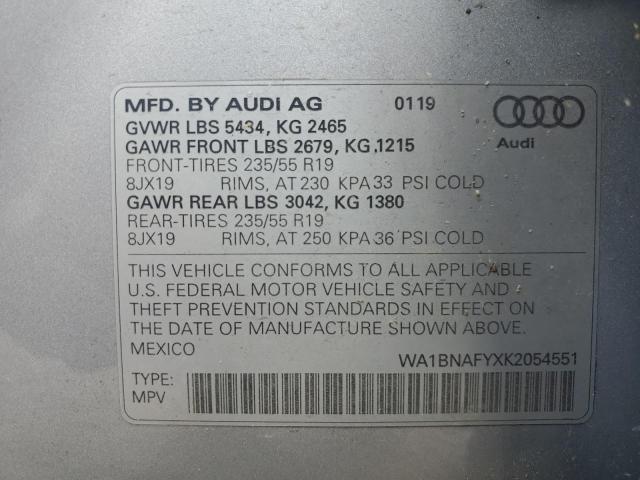 MFD. BY AUDI AG 0119
GVWR LBS 5434, KG 2465
GAWR FRONT LBS 2679, KG 1215
FRONT-TIRES 235/55 R19
8JX19 RIMS, AT 230 KPA 33 PSI COLD
GAWR REAR LBS 3042, KG 1380
REAR-TIRES 235/55 R19
8JX19 RIMS, AT 250 KPA 36 PSI COLD
Audi
THIS VEHICLE CONFORMS TO ALL APPLICABLE
U.S. FEDERAL MOTOR VEHICLE SAFETY AND
THEFT PREVENTION STANDARDS IN EFFECT ON
THE DATE OF MANUFACTURE SHOWN ABOVE.
MEXICO WA1BNAFYXK2054551
TYPE:
MPV